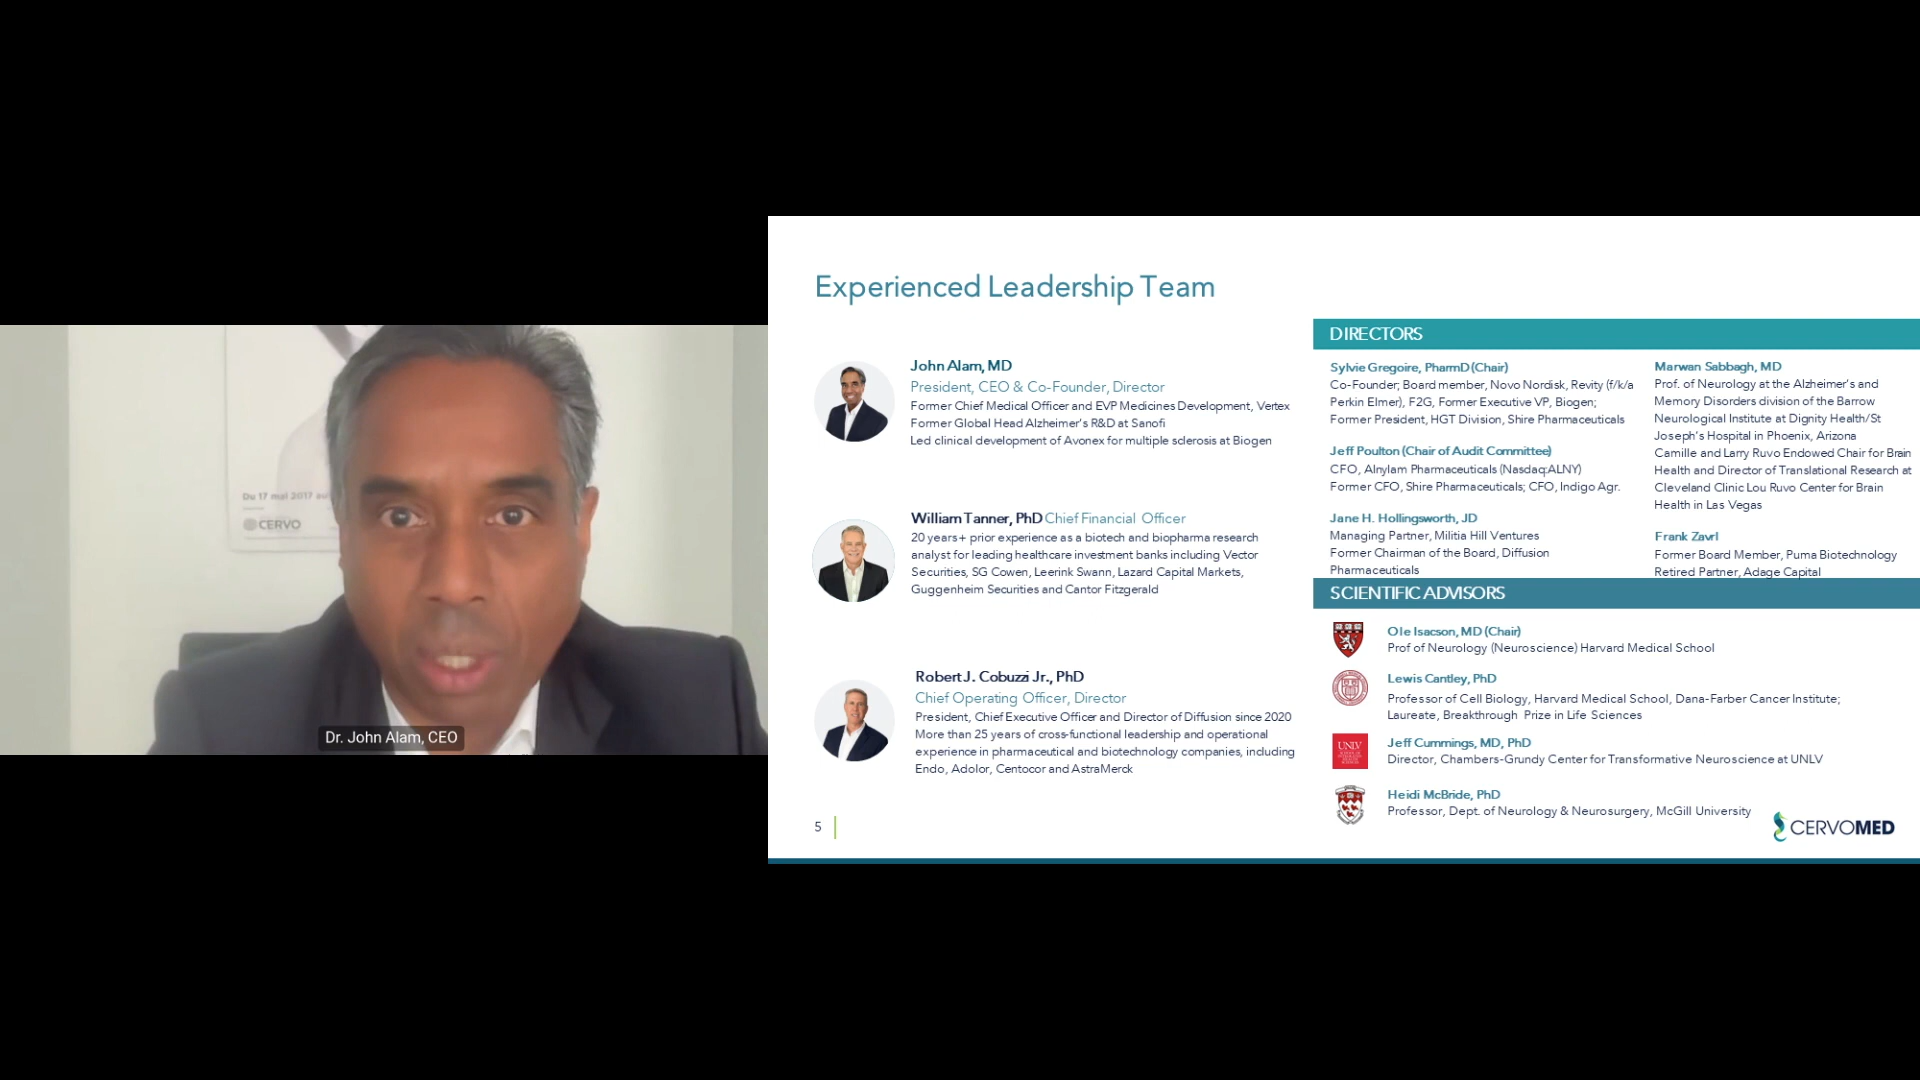 Du 17 mai 2017 au
CERVO
Dr. John Alam, CEO
Experienced Leadership Team
John Alam, MD
President, CEO & Co-Founder, Director
Former Chief Medical Officer and EVP Medicines Development, Vertex
Former Global Head Alzheimer's R&D at Sanofi
Led clinical development of Avonex for multiple sclerosis at Biogen
William Tanner, PhD Chief Financial Officer
20 years+ prior experience as a biotech and biopharma research
analyst for leading healthcare investment banks including Vector
Securities, SG Cowen, Leerink Swann, Lazard Capital Markets,
Guggenheim Securities and Cantor Fitzgerald
Robert J. Cobuzzi Jr., PhD
Chief Operating Officer, Director
President, Chief Executive Officer and Director of Diffusion since 2020
More than 25 years of cross-functional leadership and operational
experience in pharmaceutical and biotechnology companies, including
Endo, Adolor, Centocor and AstraMerck
5
DIRECTORS
Sylvie Gregoire, PharmD (Chair)
Co-Founder; Board member, Novo Nordisk, Revity (f/k/a
Perkin Elmer), F2G, Former Executive VP, Biogen;
Former President, HGT Division, Shire Pharmaceuticals
Jeff Poulton (Chair of Audit Committee)
CFO, Alnylam Pharmaceuticals (Nasdaq:ALNY)
Former CFO, Shire Pharmaceuticals; CFO, Indigo Agr.
Jane H. Hollingsworth, JD
Managing Partner, Militia Hill Ventures
Former Chairman of the Board, Diffusion
Pharmaceuticals
Marwan Sabbagh, MD
Prof. of Neurology at the Alzheimer's and
Memory Disorders division of the Barrow
Neurological Institute at Dignity Health/St
Joseph's Hospital in Phoenix, Arizona
Camille and Larry Ruvo Endowed Chair for Brain
Health and Director of Translational Research at
Cleveland Clinic Lou Ruvo Center for Brain
Health in Las Vegas
Frank Zavrl
Former Board Member, Puma Biotechnology
Retired Partner, Adage Capital
SCIENTIFIC ADVISORS
Ole Isacson, MD (Chair)
Prof of Neurology (Neuroscience) Harvard Medical School
Lewis Cantley, PhD
Professor of Cell Biology, Harvard Medical School, Dana-Farber Cancer Institute;
Laureate, Breakthrough Prize in Life Sciences
UNLV
Jeff Cummings, MD, PhD
Director, Chambers-Grundy Center for Transformative Neuroscience at UNLV
Heidi McBride, PhD
Professor, Dept. of Neurology & Neurosurgery, McGill University
CERVOMED